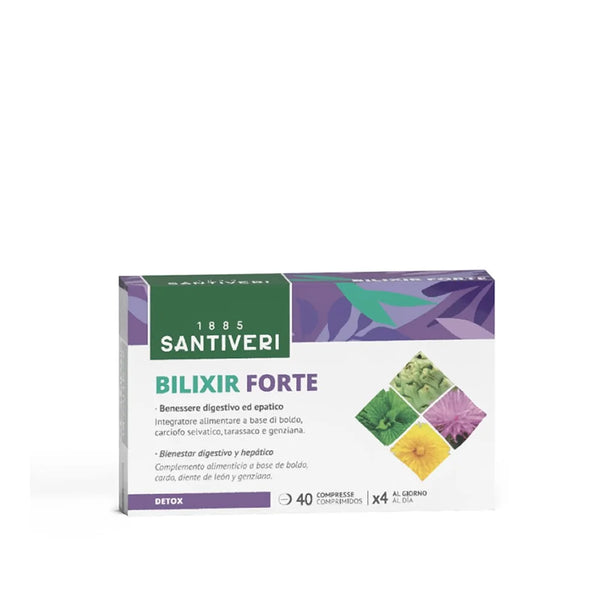 SANTIVERI
BILIXIR FORTE
1885
SANTIVERI
BILIXIR FORTE
· Benessere digestivo ed epatico
Integratore alimentare a base di boldo,
carciofo selvatico, tarassaco e genziana.
· Bienestar digestivo y hepático
Complemento alimenticio a base de boldo,
cardo, diente de león y genziana.
DETOX
40 COMPRESSE x4 AL GIORNO
COMPRIMIDOS AL DÍA